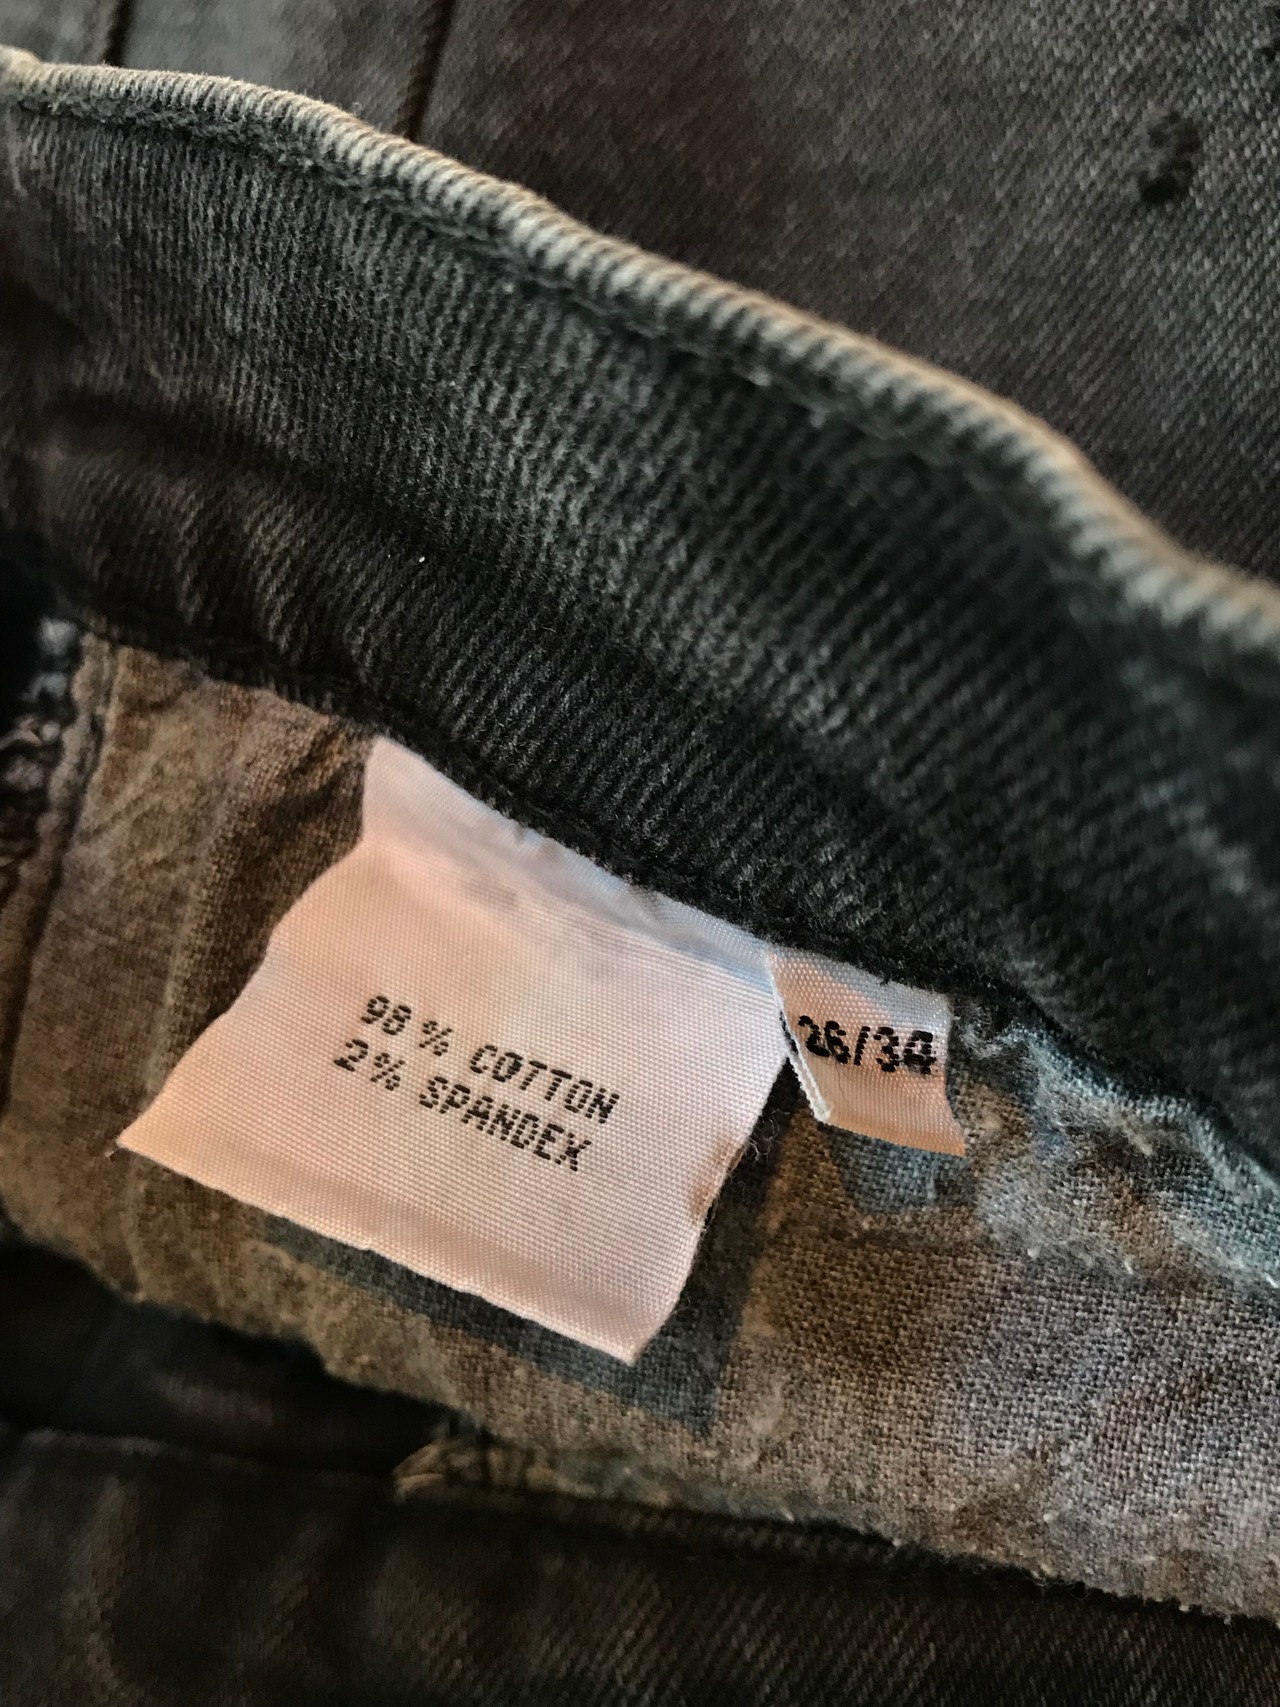 98% COTTON
2% SPANDEX
26/34